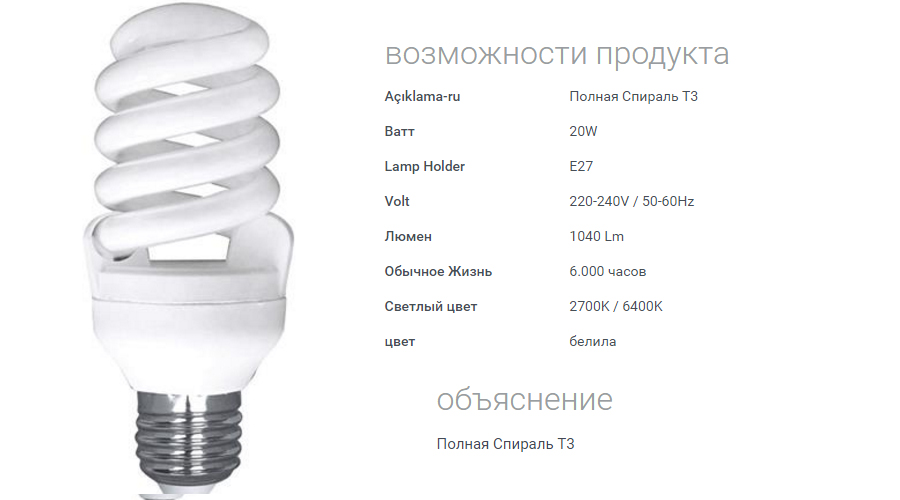 возможности продукта
Açıklama-ru Полная Спираль T3
Ватт 20W
Lamp Holder E27
Volt 220-240V / 50-60Hz
Люмен 1040 Lm
Обычное Жизнь 6.000 часов
Светлый цвет 2700K / 6400K
цвет белила
объяснение
Полная Спираль T3